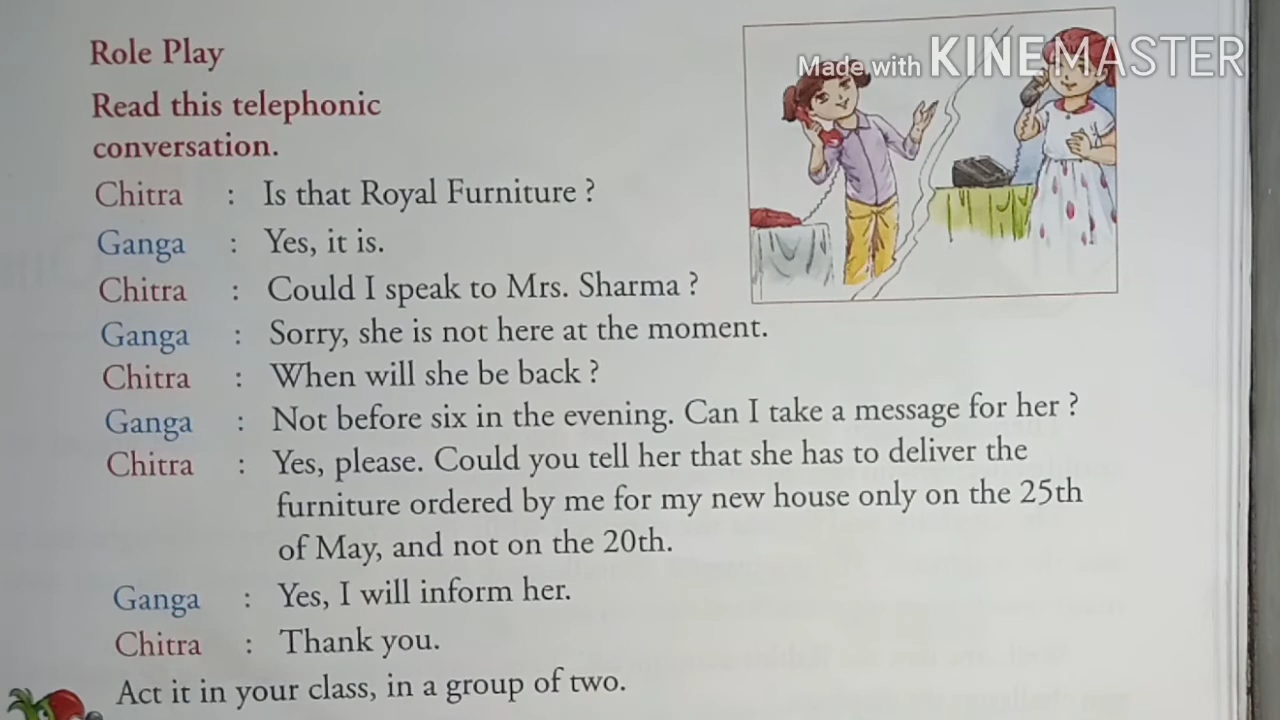 Role Play
Made with KINEMASTER
Read this telephonic
conversation.
Chitra : Is that Royal Furniture ?
Ganga : Yes, it is.
Chitra : Could I speak to Mrs. Sharma ?
Ganga : Sorry, she is not here at the moment.
Chitra : When will she be back ?
Ganga : Not before six in the evening. Can I take a message for her ?
Chitra : Yes, please. Could you tell her that she has to deliver the
furniture ordered by me for my new house only on the 25th
of May, and not on the 20th.
Ganga : Yes, I will inform her.
Chitra : Thank you.
Act it in your class, in a group of two.